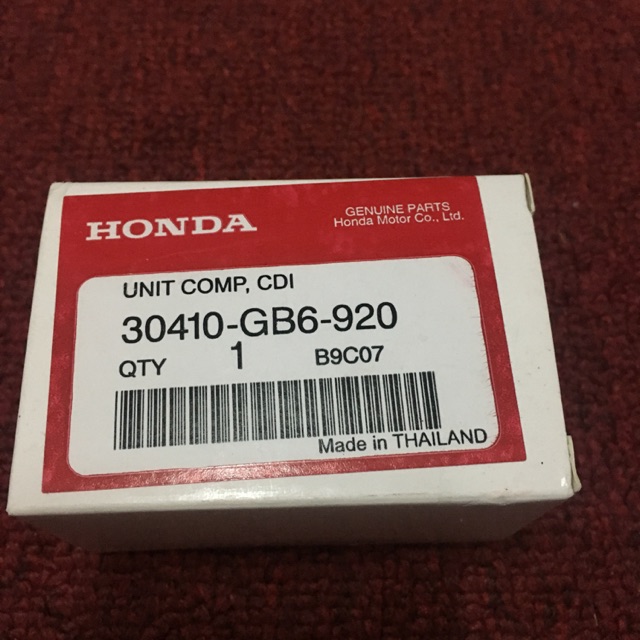 HONDA
GENUINE PARTS
Honda Motor Co., Ltd.
UNIT COMP, CDI
30410-GB6-920
QTY 1 B9C07
Made in THAILAND